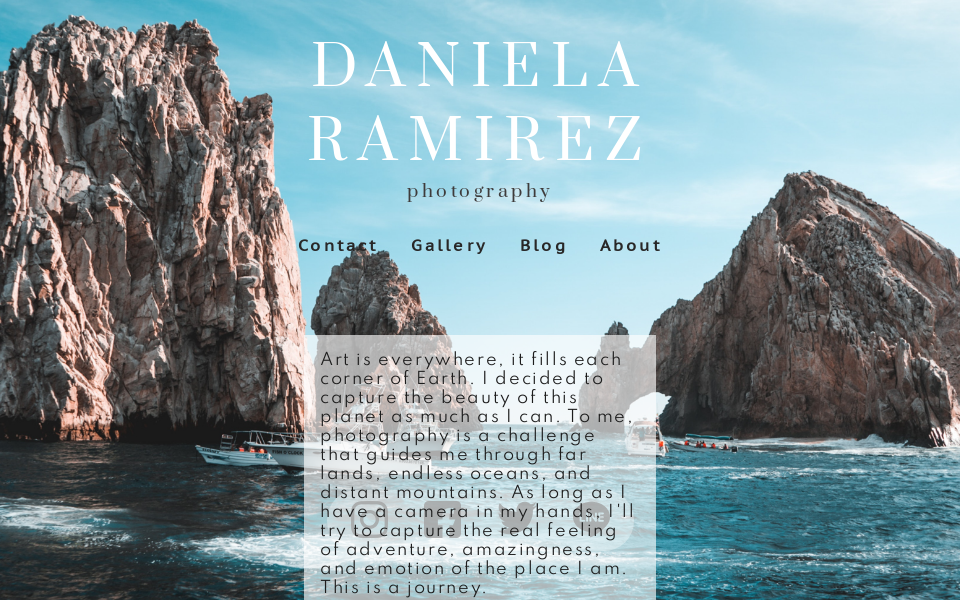 DANIELA
RAMIREZ
photography
Contact Gallery Blog About
Art is everywhere, it fills each
corner of Earth. I decided to
capture the beauty of this
planet as much as I can. To me,
photography is a challenge
that guides me through far
lands, endless oceans, and
distant mountains. As long as I
have a camera in my hands, I'll
try to capture the real feeling
of adventure, amazingness,
and emotion of the place I am.
This is a journey.